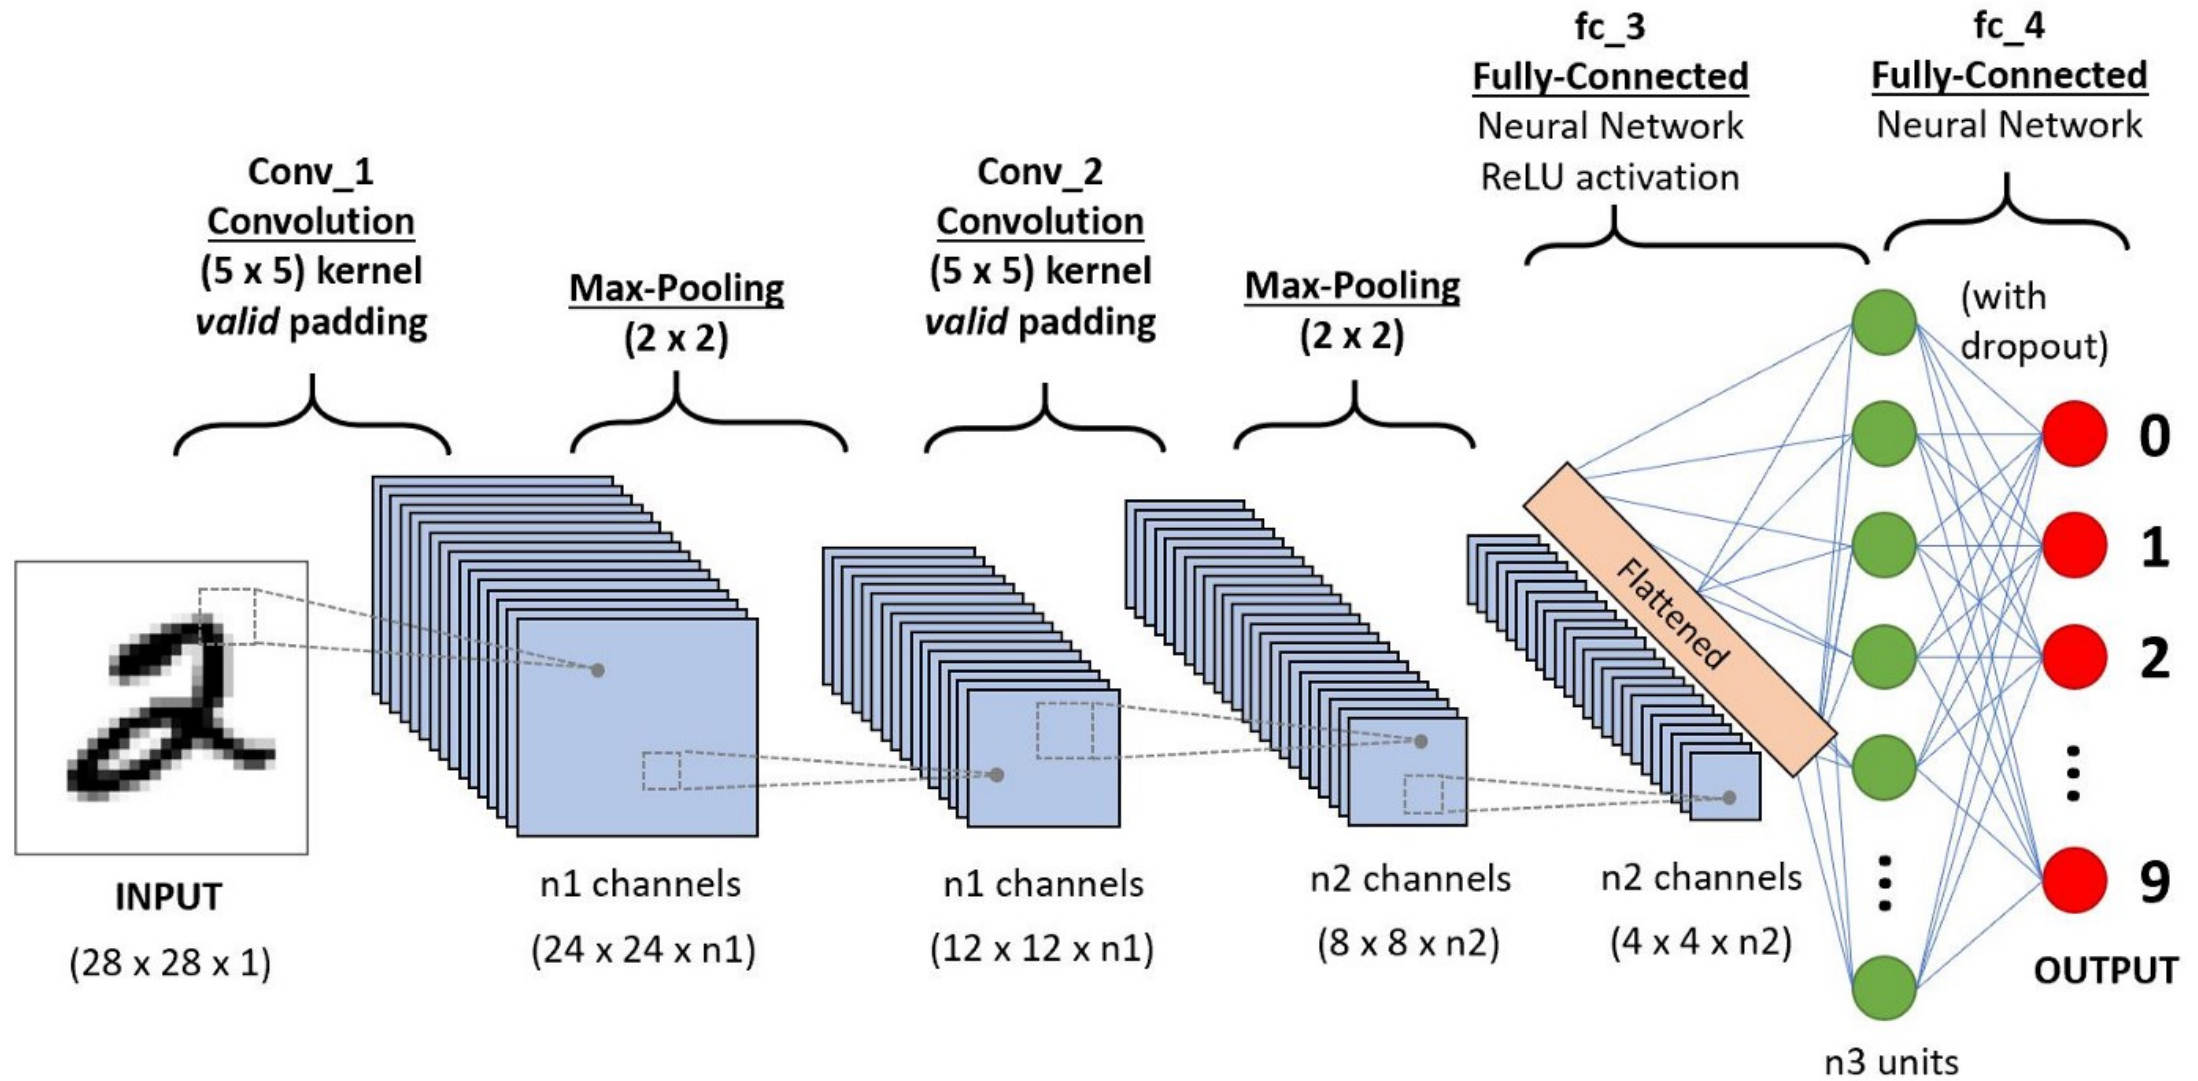 fc_3
Fully-Connected
Neural Network
ReLU activation
fc_4
Fully-Connected
Neural Network
(with
dropout)
Conv_1
Convolution
(5 x 5) kernel
valid padding
Max-Pooling
(2 x 2)
Conv_2
Convolution
(5 x 5) kernel
valid padding
Max-Pooling
(2 x 2)
Flattened
0
1
2
9
INPUT
(28 x 28 x 1)
n1 channels
(24 x 24 x n1)
n1 channels
(12 x 12 x n1)
n2 channels
(8 x 8 x n2)
n2 channels
(4 x 4 x n2)
OUTPUT
n3 units